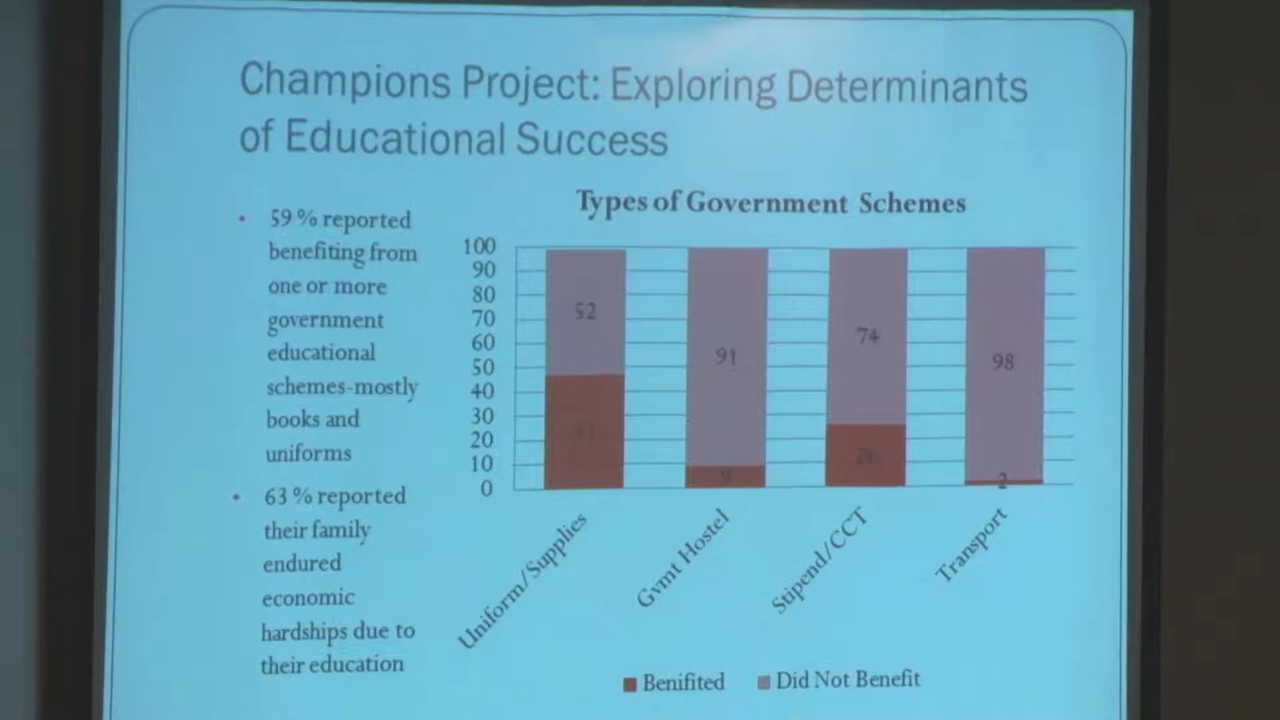 Champions Project: Exploring Determinants
of Educational Success
• 59 % reported
benefiting from
one or more
government
educational
schemes-mostly
books and
uniforms
• 63 % reported
their family
endured
economic
hardships due to
their education
Types of Government Schemes
100
90
80
70
60
50
40
30
20
10
0
52
91
74
98
9
26
2
Uniform/Supplies
Gvmt Hostel
Stipend/CCT
Transport
Benifited
Did Not Benefit